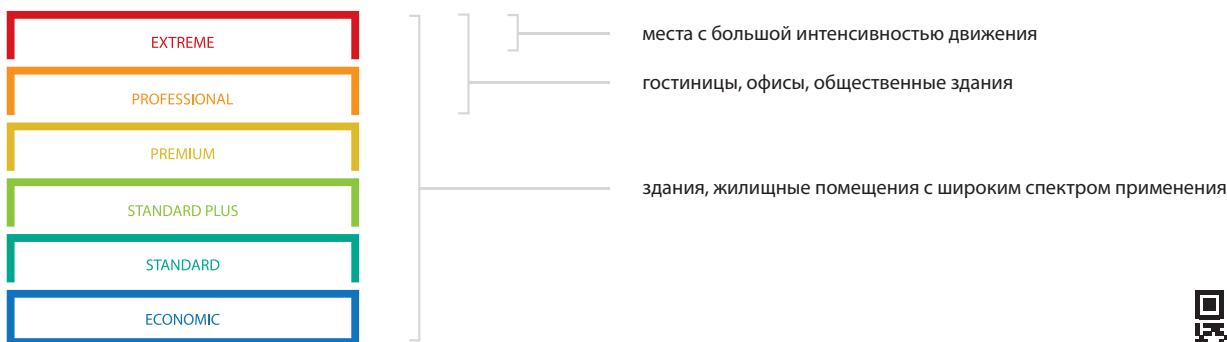 EXTREME
места с большой интенсивностью движения
PROFESSIONAL
гостиницы, офисы, общественные здания
PREMIUM
STANDARD PLUS
здания, жилищные помещения с широким спектром применения
STANDARD
ECONOMIC